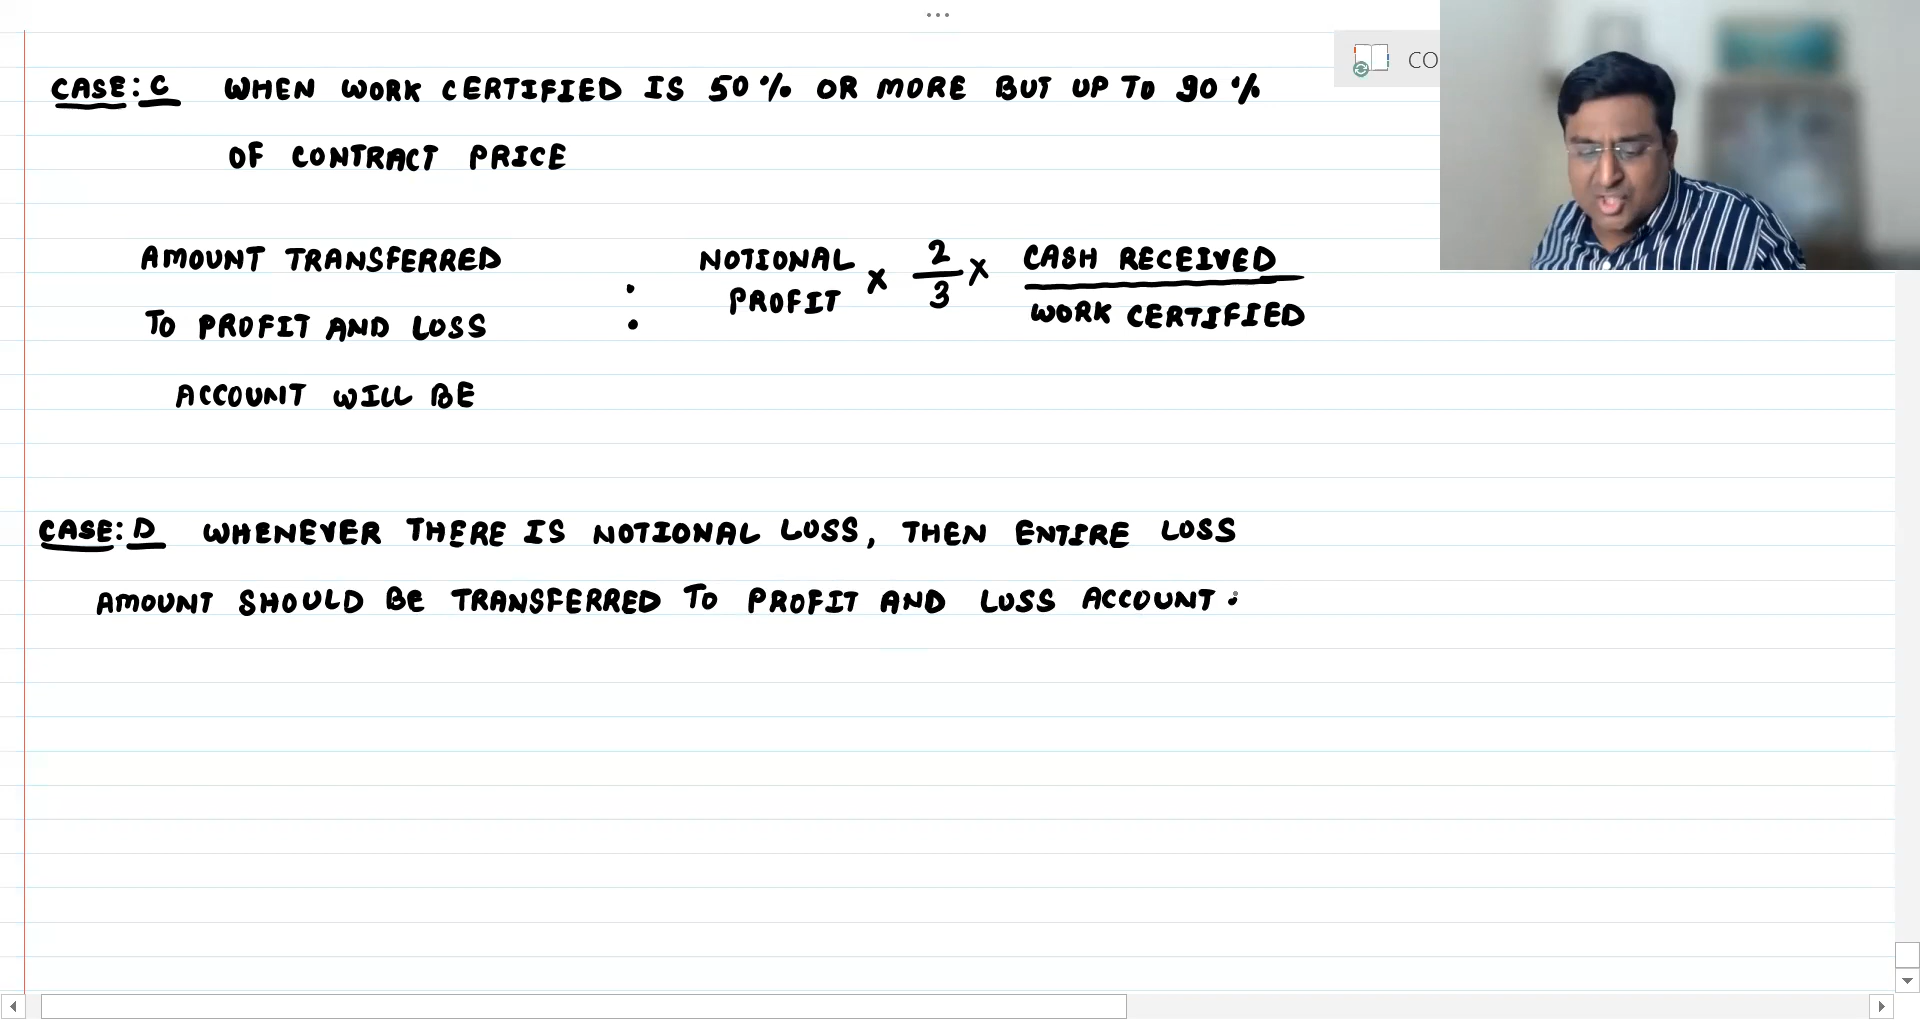 CASE: C WHEN WORK CERTIFIED IS 50% OR MORE BUT UP TO 90%
OF CONTRACT PRICE
CO
AMOUNT TRANSFERRED
TO PROFIT AND LOSS
ACCOUNT WILL BE
:
NOTIONAL PROFIT x 2/3 x CASH RECEIVED / WORK CERTIFIED
CASE: D WHENEVER THERE IS NOTIONAL LOSS, THEN ENTIRE LOSS
AMOUNT SHOULD BE TRANSFERRED TO PROFIT AND LOSS ACCOUNT.